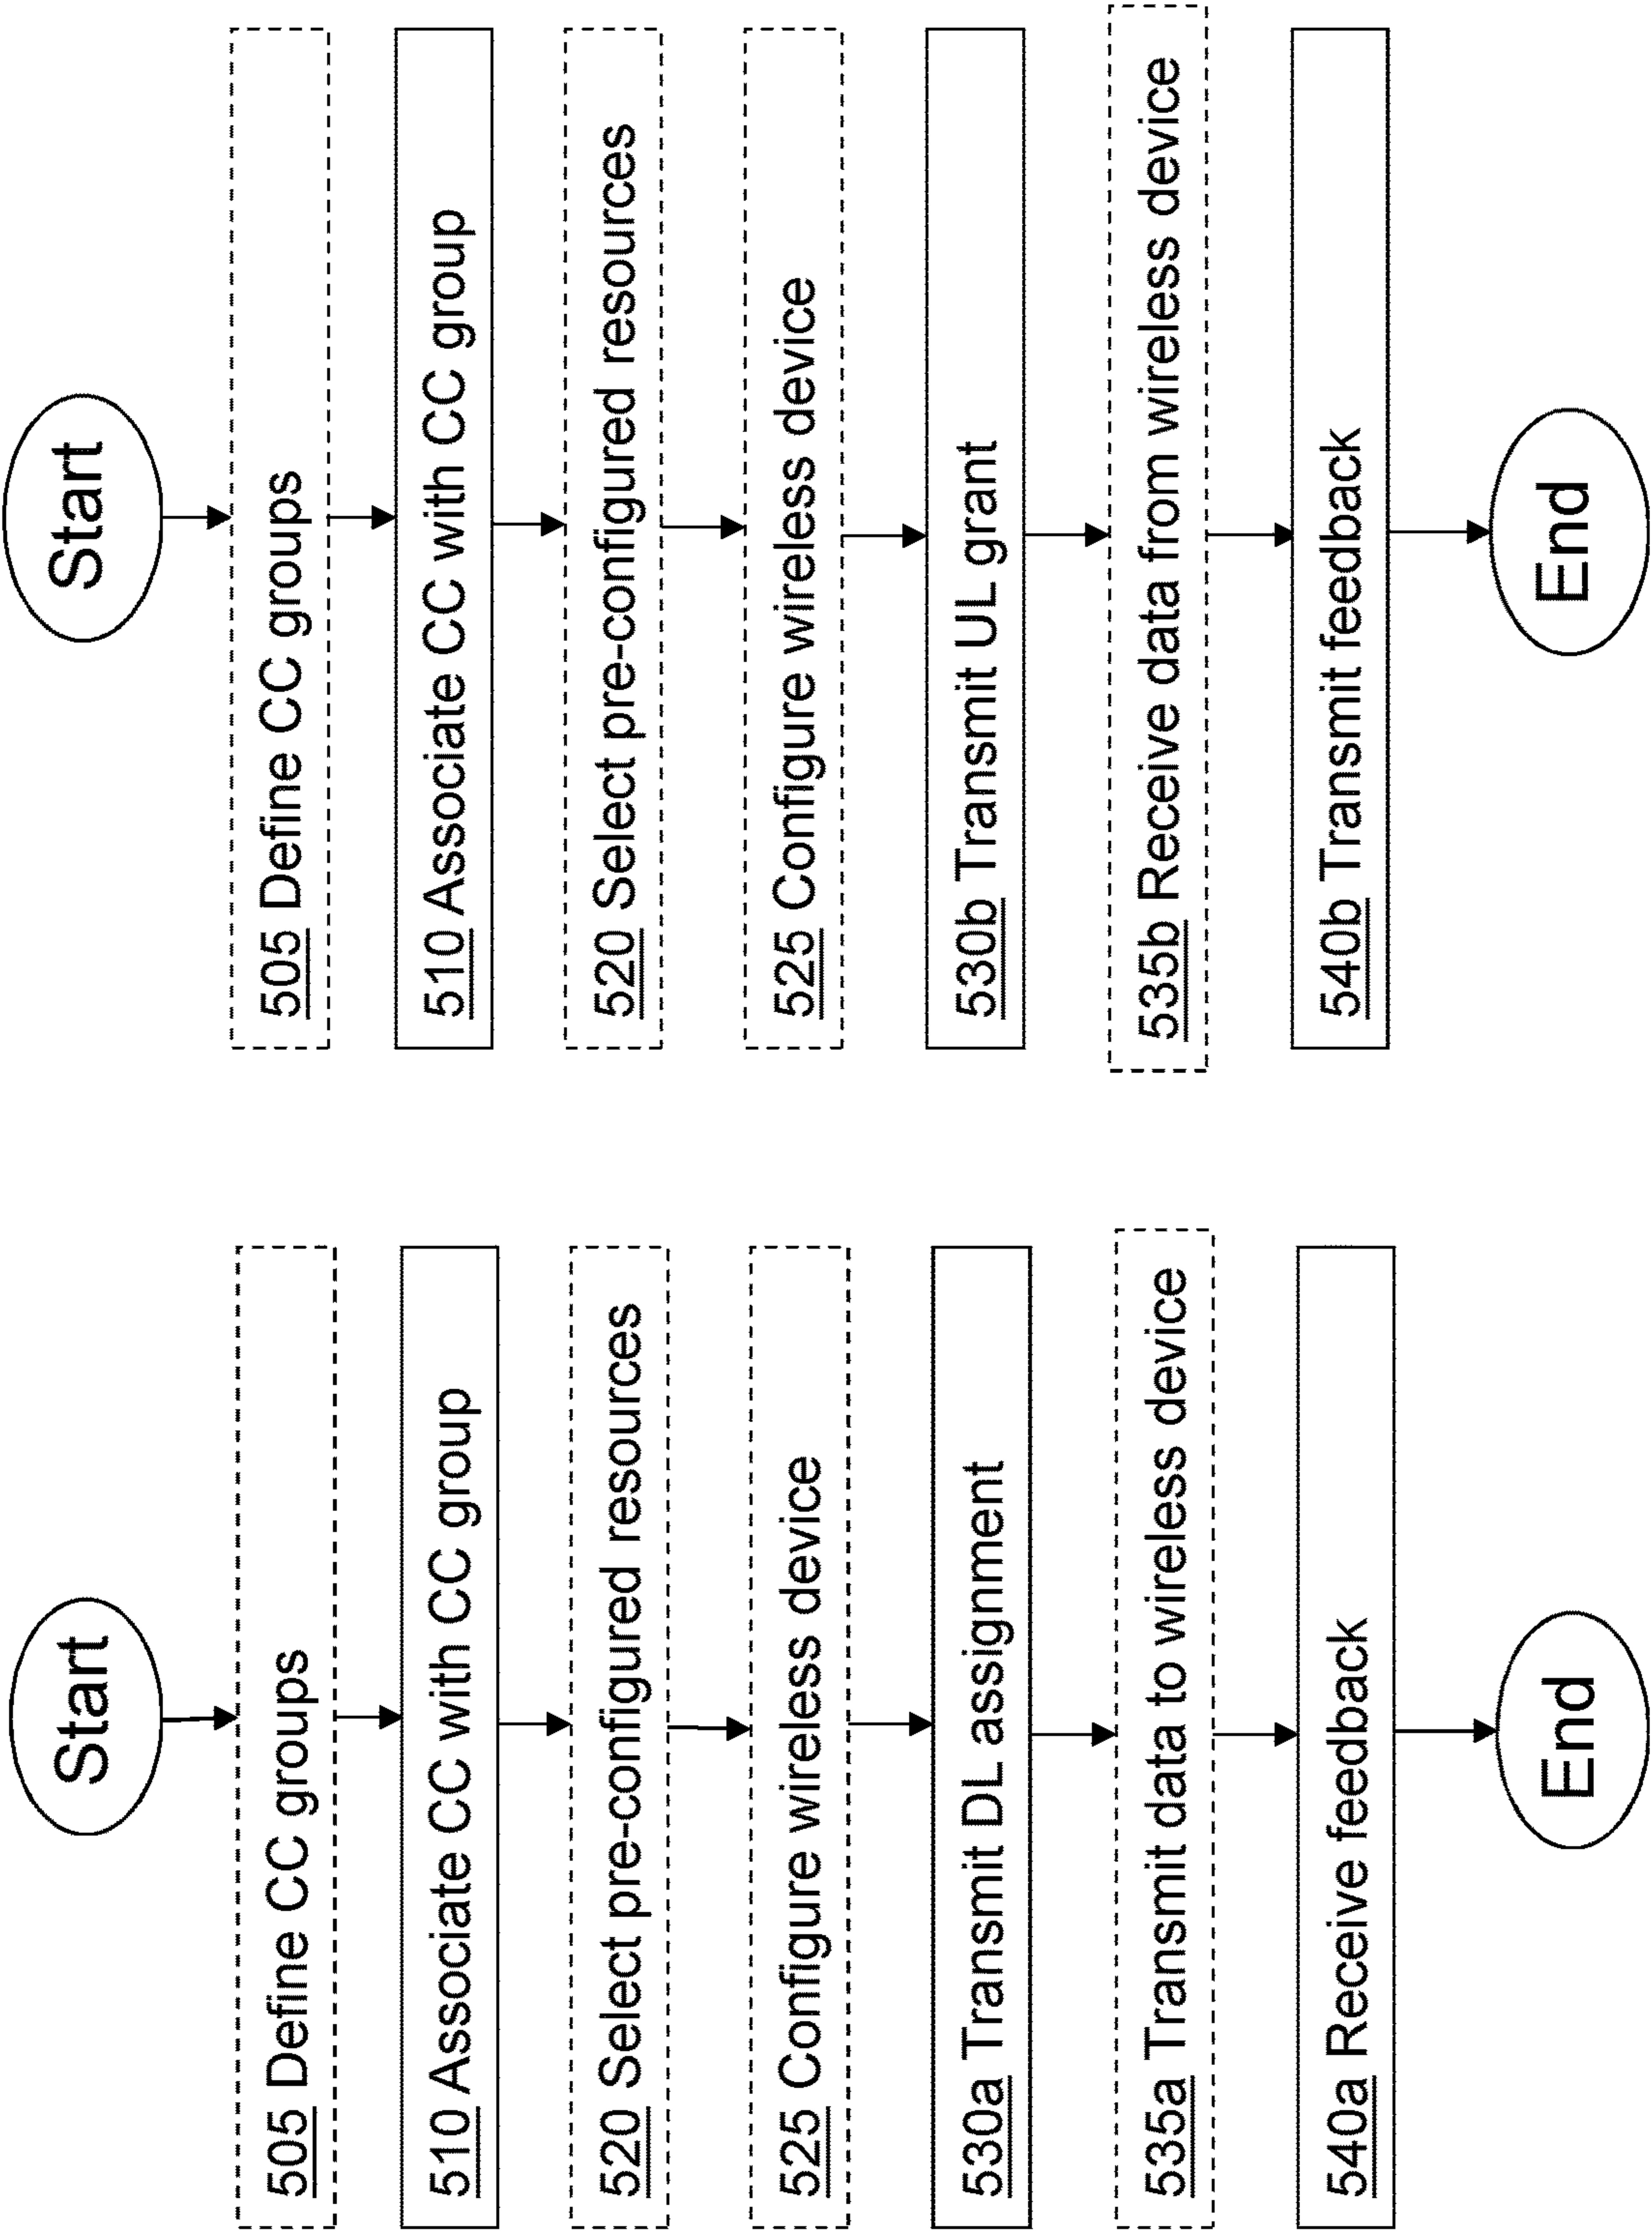 Start
505 Define CC groups
510 Associate CC with CC group
520 Select pre-configured resources
525 Configure wireless device
530a Transmit DL assignment
535a Transmit data to wireless device
540a Receive feedback
End
Start
505 Define CC groups
510 Associate CC with CC group
520 Select pre-configured resources
525 Configure wireless device
530b Transmit UL grant
535b Receive data from wireless device
540b Transmit feedback
End